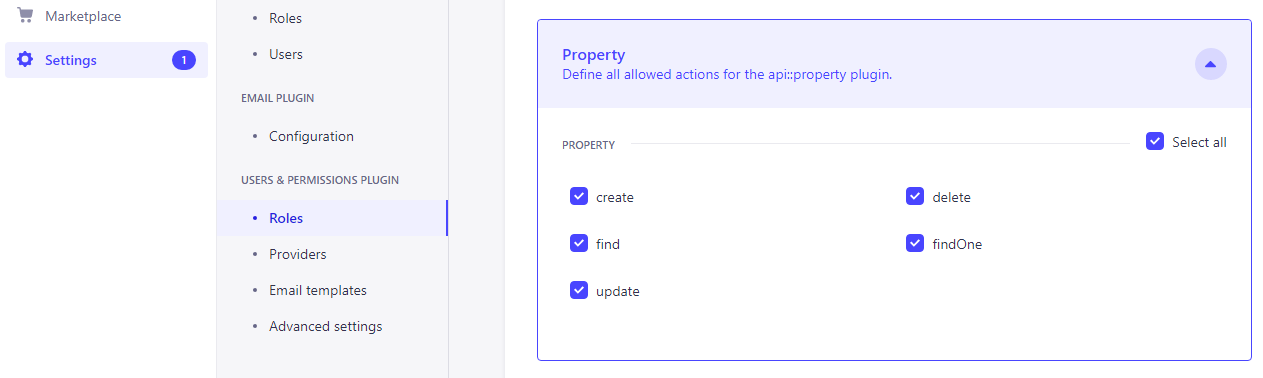 Marketplace
Settings
1
Roles
Users
EMAIL PLUGIN
Configuration
USERS & PERMISSIONS PLUGIN
Roles
Providers
Email templates
Advanced settings
Property
Define all allowed actions for the api::property plugin.
PROPERTY
Select all
create
delete
find
findOne
update